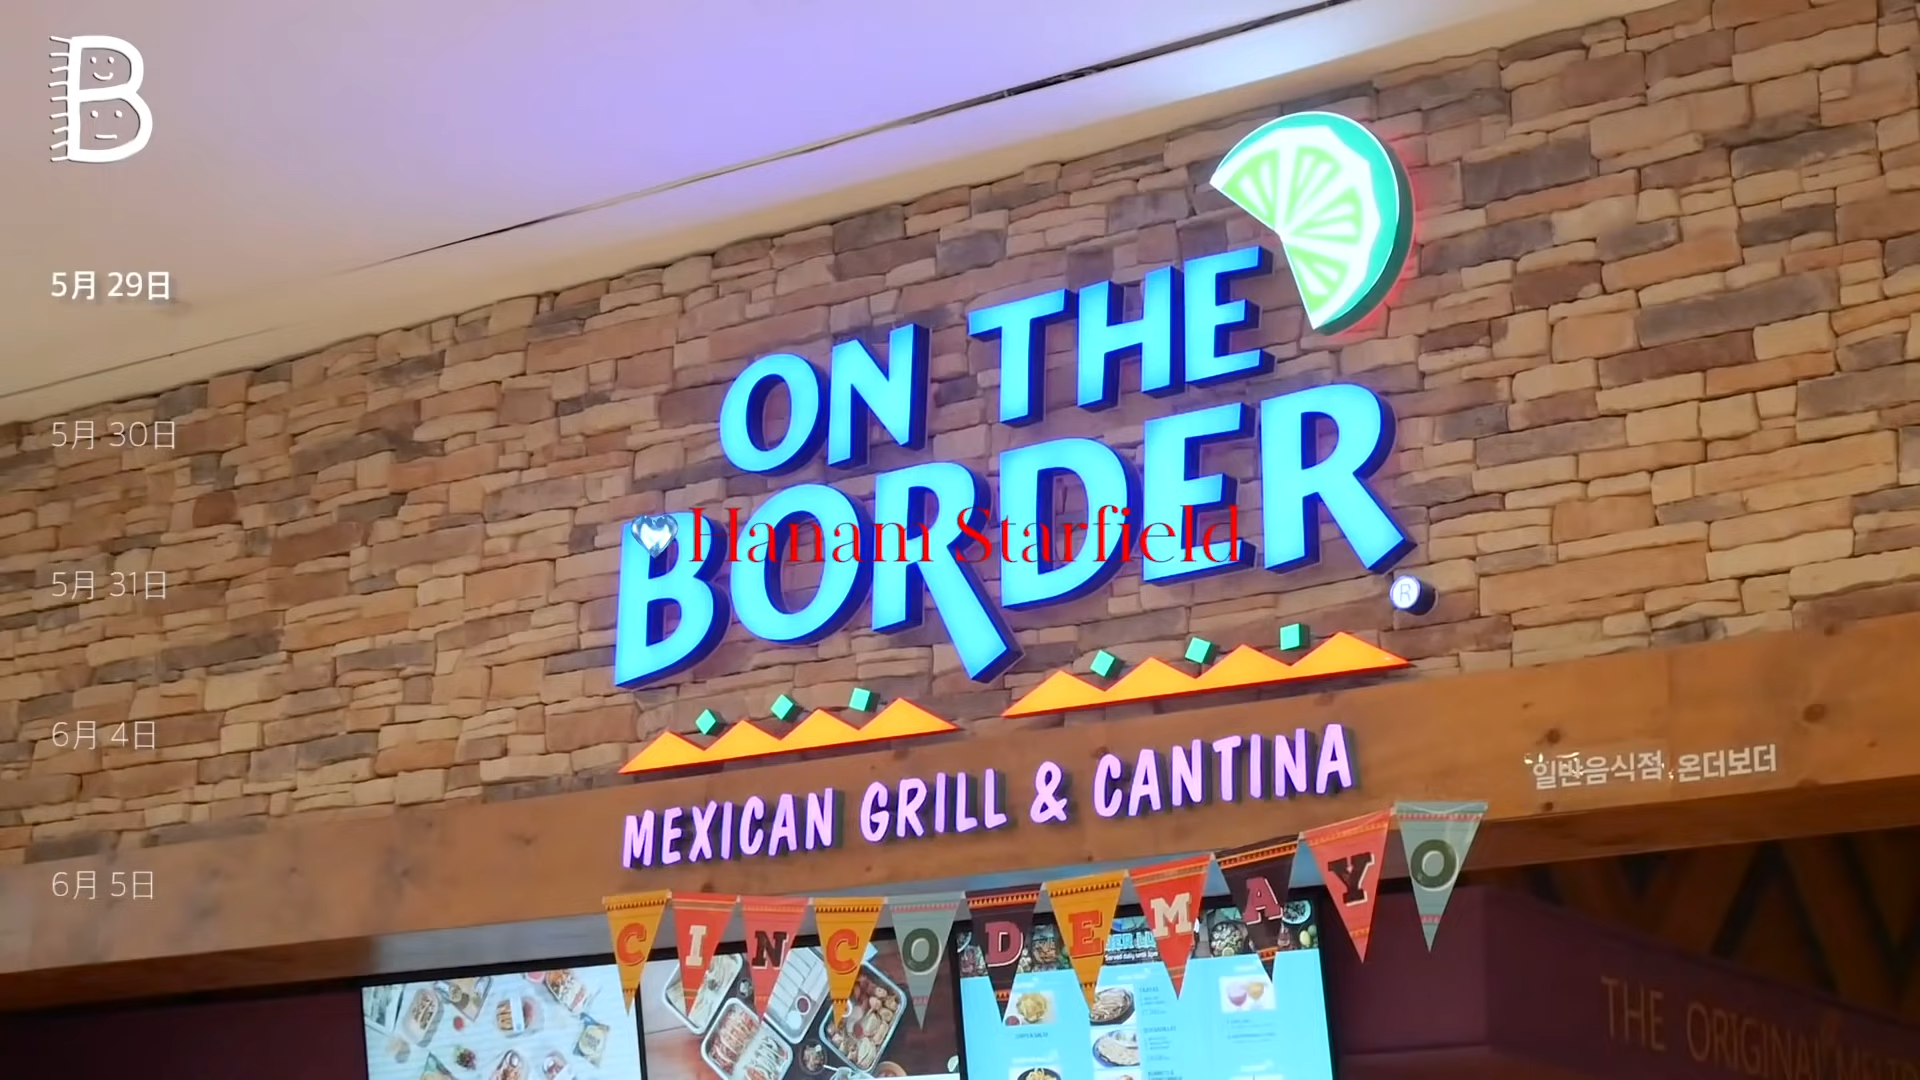 B
5月 29日
5月 30日
5月 31日
6月 4日
6月 5日
ON THE
BORDER
®
Hanam Starfield
MEXICAN GRILL & CANTINA
일반음식점 온더보더
CINCO DE MAYO
THE ORIGINAL